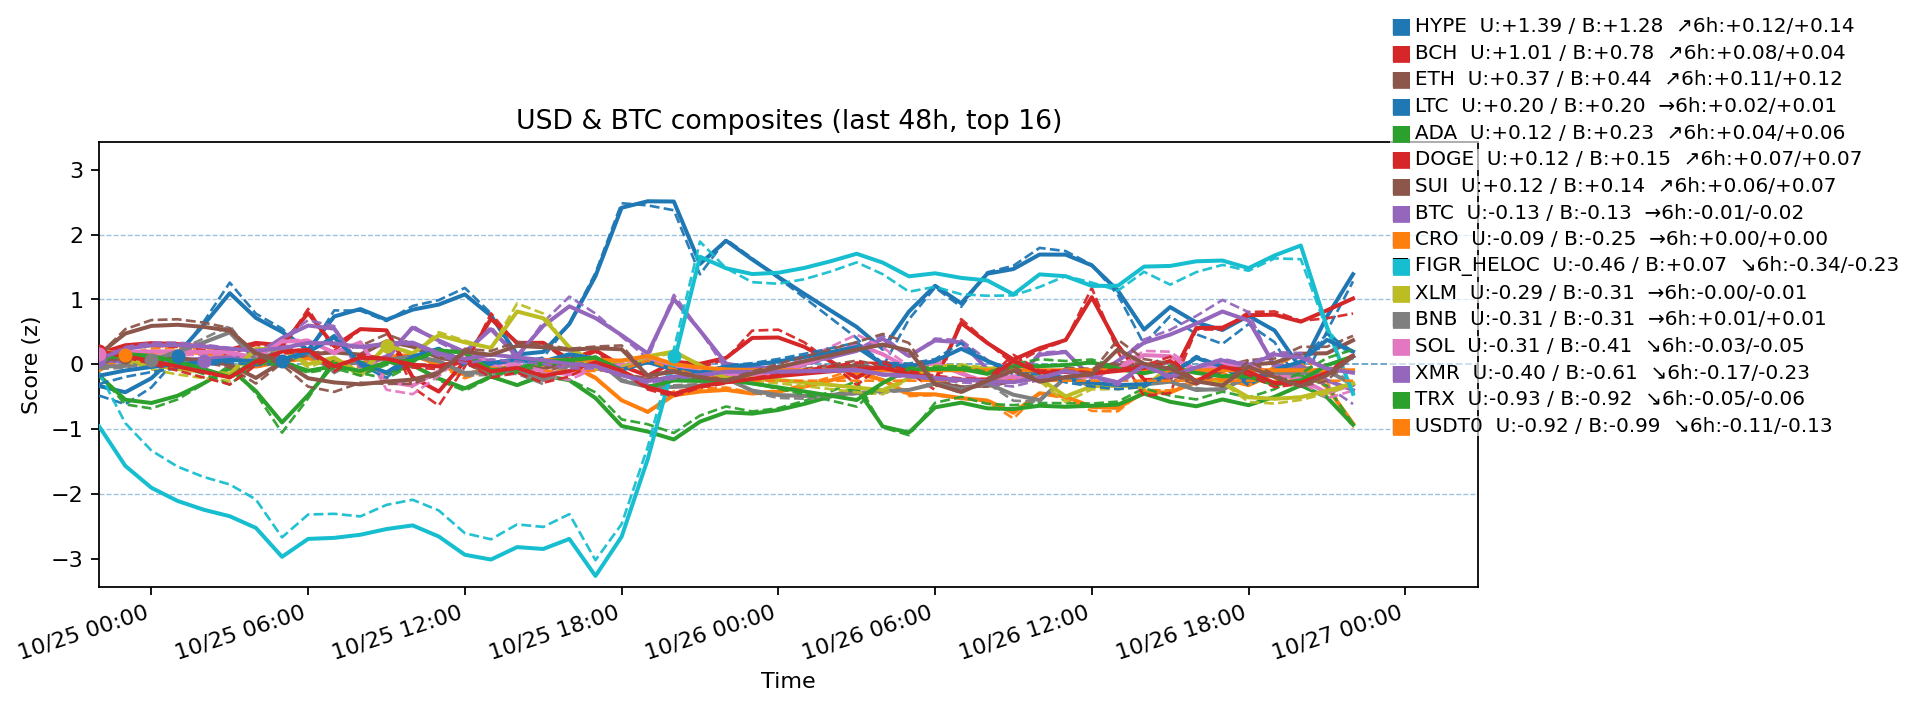 HYPE  U:+1.39 / B:+1.28  ↗6h:+0.12/+0.14
BCH  U:+1.01 / B:+0.78  ↗6h:+0.08/+0.04
ETH  U:+0.37 / B:+0.44  ↗6h:+0.11/+0.12
LTC  U:+0.20 / B:+0.20  →6h:+0.02/+0.01
ADA  U:+0.12 / B:+0.23  ↗6h:+0.04/+0.06
DOGE  U:+0.12 / B:+0.15  ↗6h:+0.07/+0.07
SUI  U:+0.12 / B:+0.14  ↗6h:+0.06/+0.07
BTC  U:-0.13 / B:-0.13  →6h:-0.01/-0.02
CRO  U:-0.09 / B:-0.25  →6h:+0.00/+0.00
FIGR_HELOC  U:-0.46 / B:+0.07  ↘6h:-0.34/-0.23
XLM  U:-0.29 / B:-0.31  →6h:-0.00/-0.01
BNB  U:-0.31 / B:-0.31  →6h:+0.01/+0.01
SOL  U:-0.31 / B:-0.41  ↘6h:-0.03/-0.05
XMR  U:-0.40 / B:-0.61  ↘6h:-0.17/-0.23
TRX  U:-0.93 / B:-0.92  ↘6h:-0.05/-0.06
USDT0  U:-0.92 / B:-0.99  ↘6h:-0.11/-0.13
USD & BTC composites (last 48h, top 16)
Score (z)
3
2
1
0
−1
−2
−3
10/25 00:00
10/25 06:00
10/25 12:00
10/25 18:00
10/26 00:00
10/26 06:00
10/26 12:00
10/26 18:00
10/27 00:00
Time